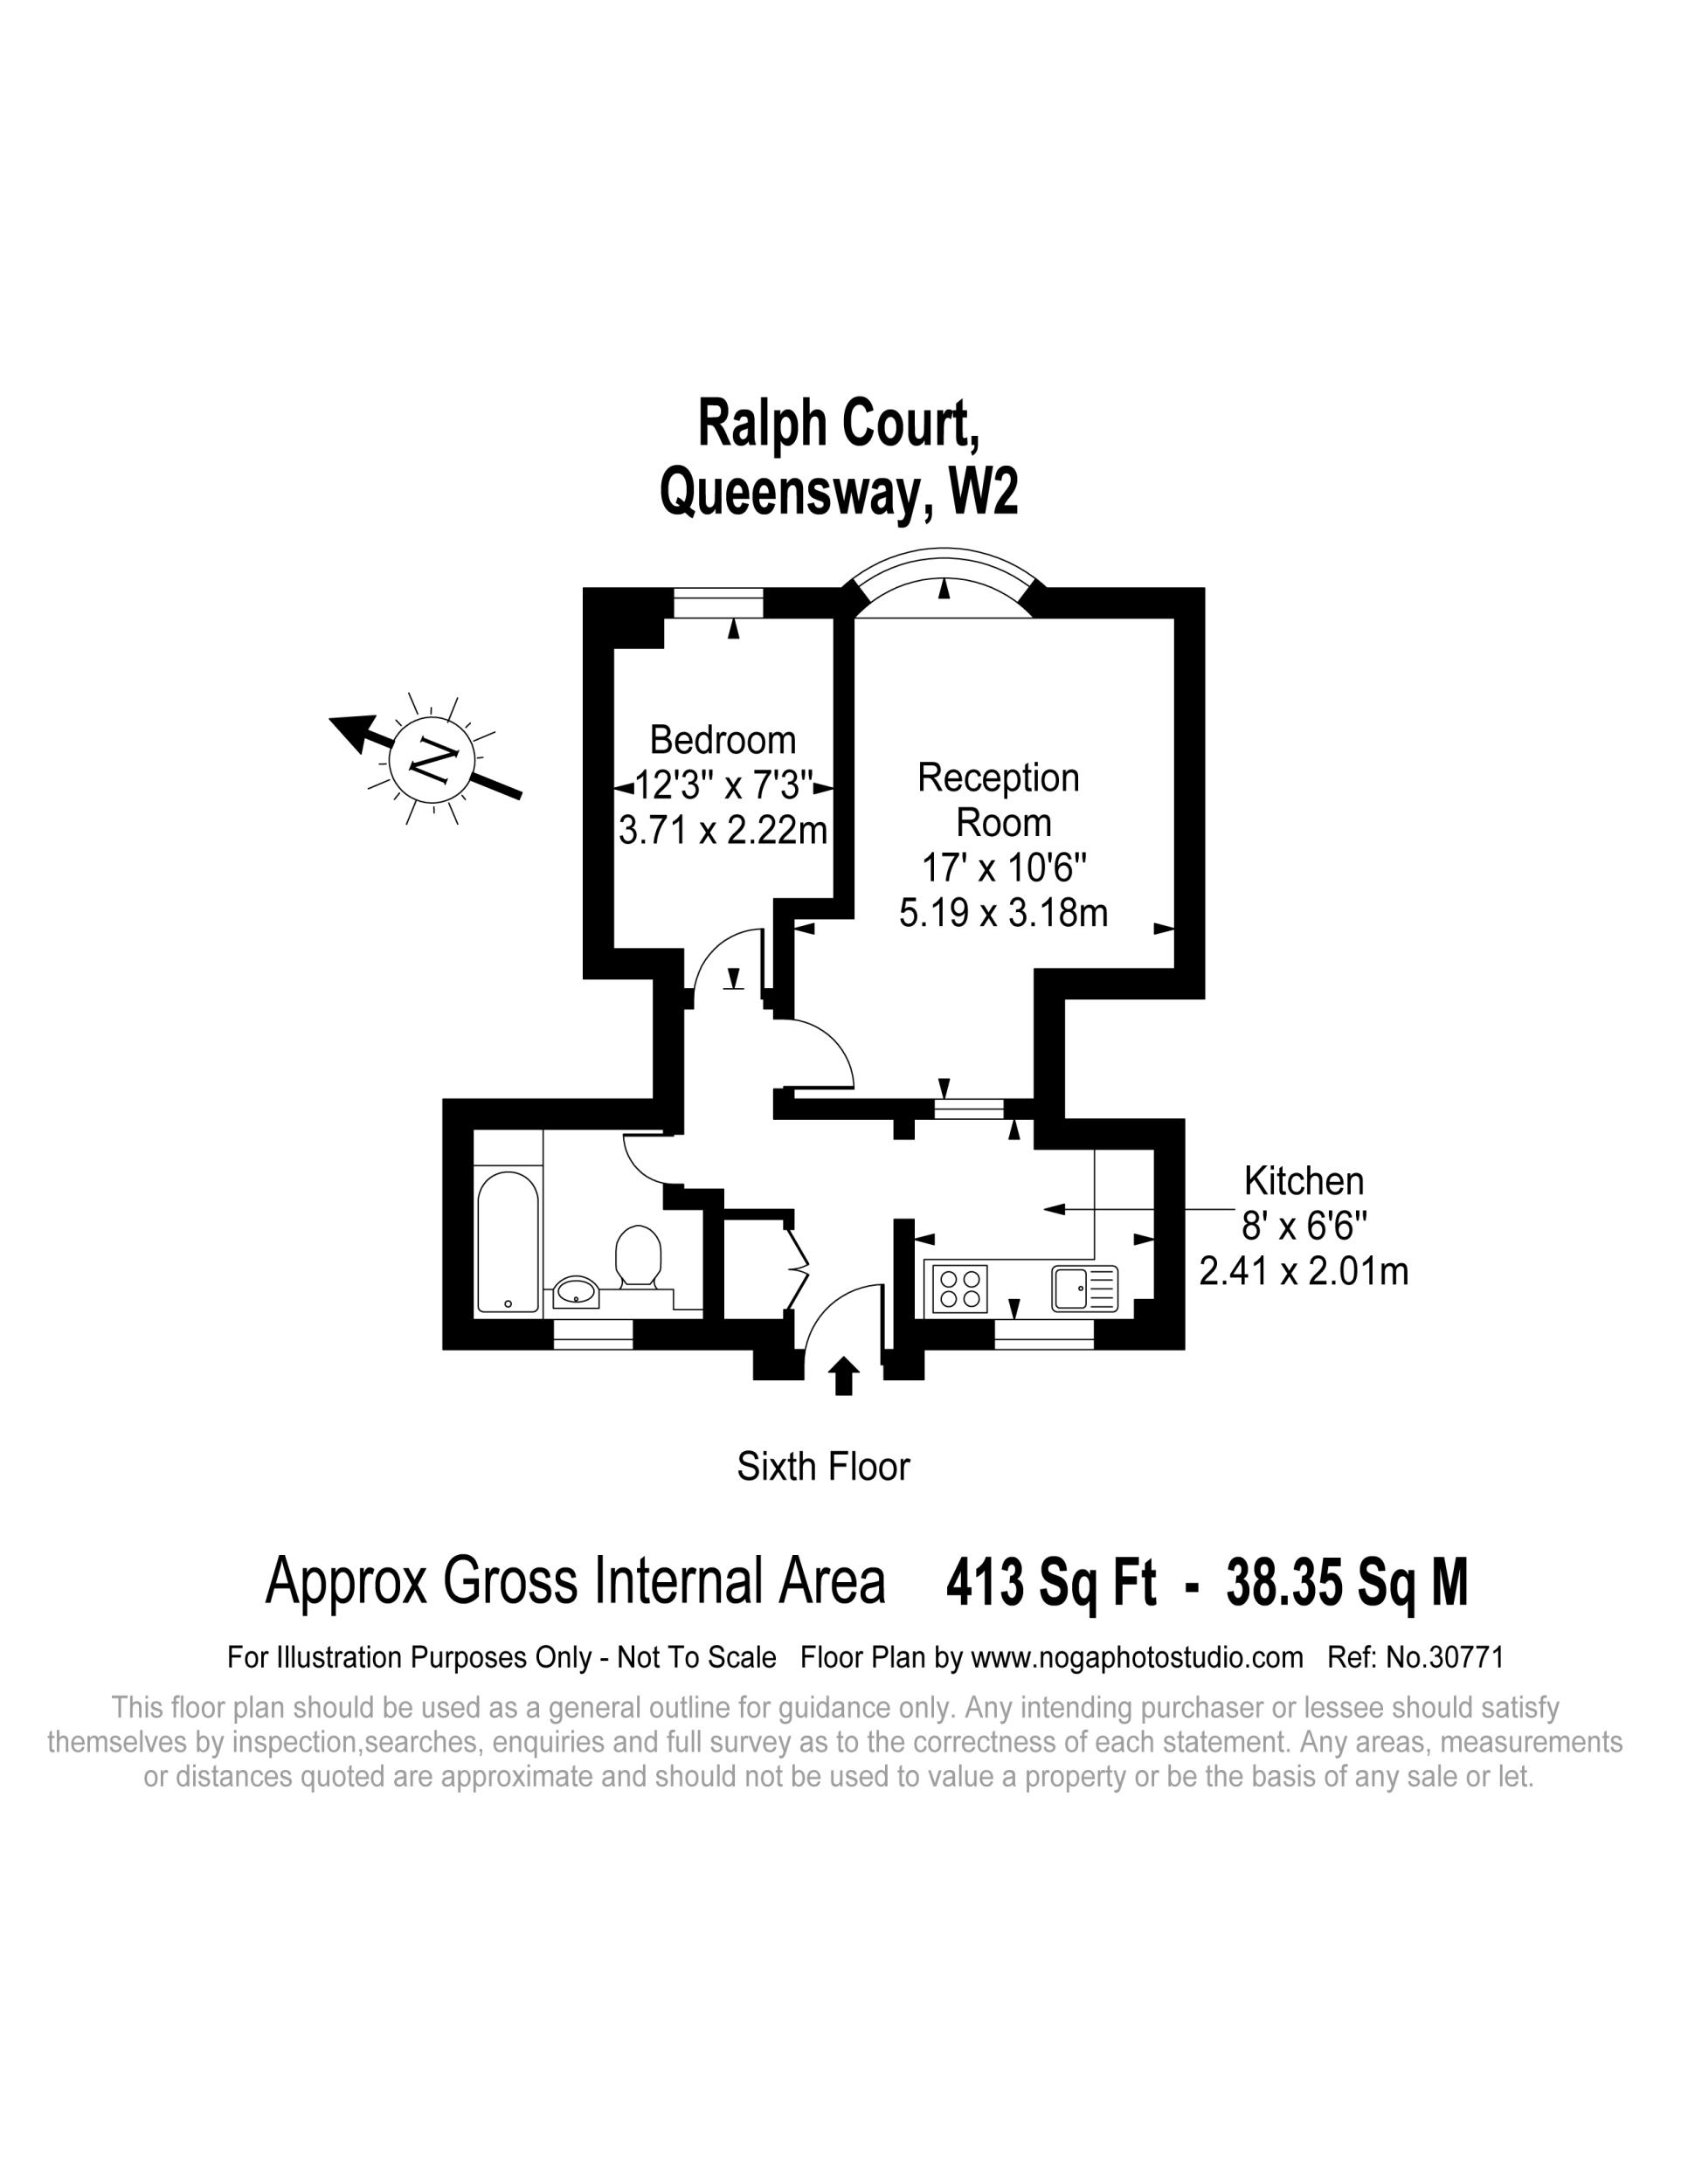 Ralph Court,
Queensway, W2
N
Bedroom
12'3" x 7'3"
3.71 x 2.22m
Reception
Room
17' x 10'6"
5.19 x 3.18m
Kitchen
8' x 6'6"
2.41 x 2.01m
Sixth Floor
Approx Gross Internal Area 413 Sq Ft - 38.35 Sq M
For Illustration Purposes Only - Not To Scale Floor Plan by www.nogaphotostudio.com Ref: No.30771
This floor plan should be used as a general outline for guidance only. Any intending purchaser or lessee should satisfy
themselves by inspection,searches, enquiries and full survey as to the correctness of each statement. Any areas, measurements
or distances quoted are approximate and should not be used to value a property or be the basis of any sale or let.